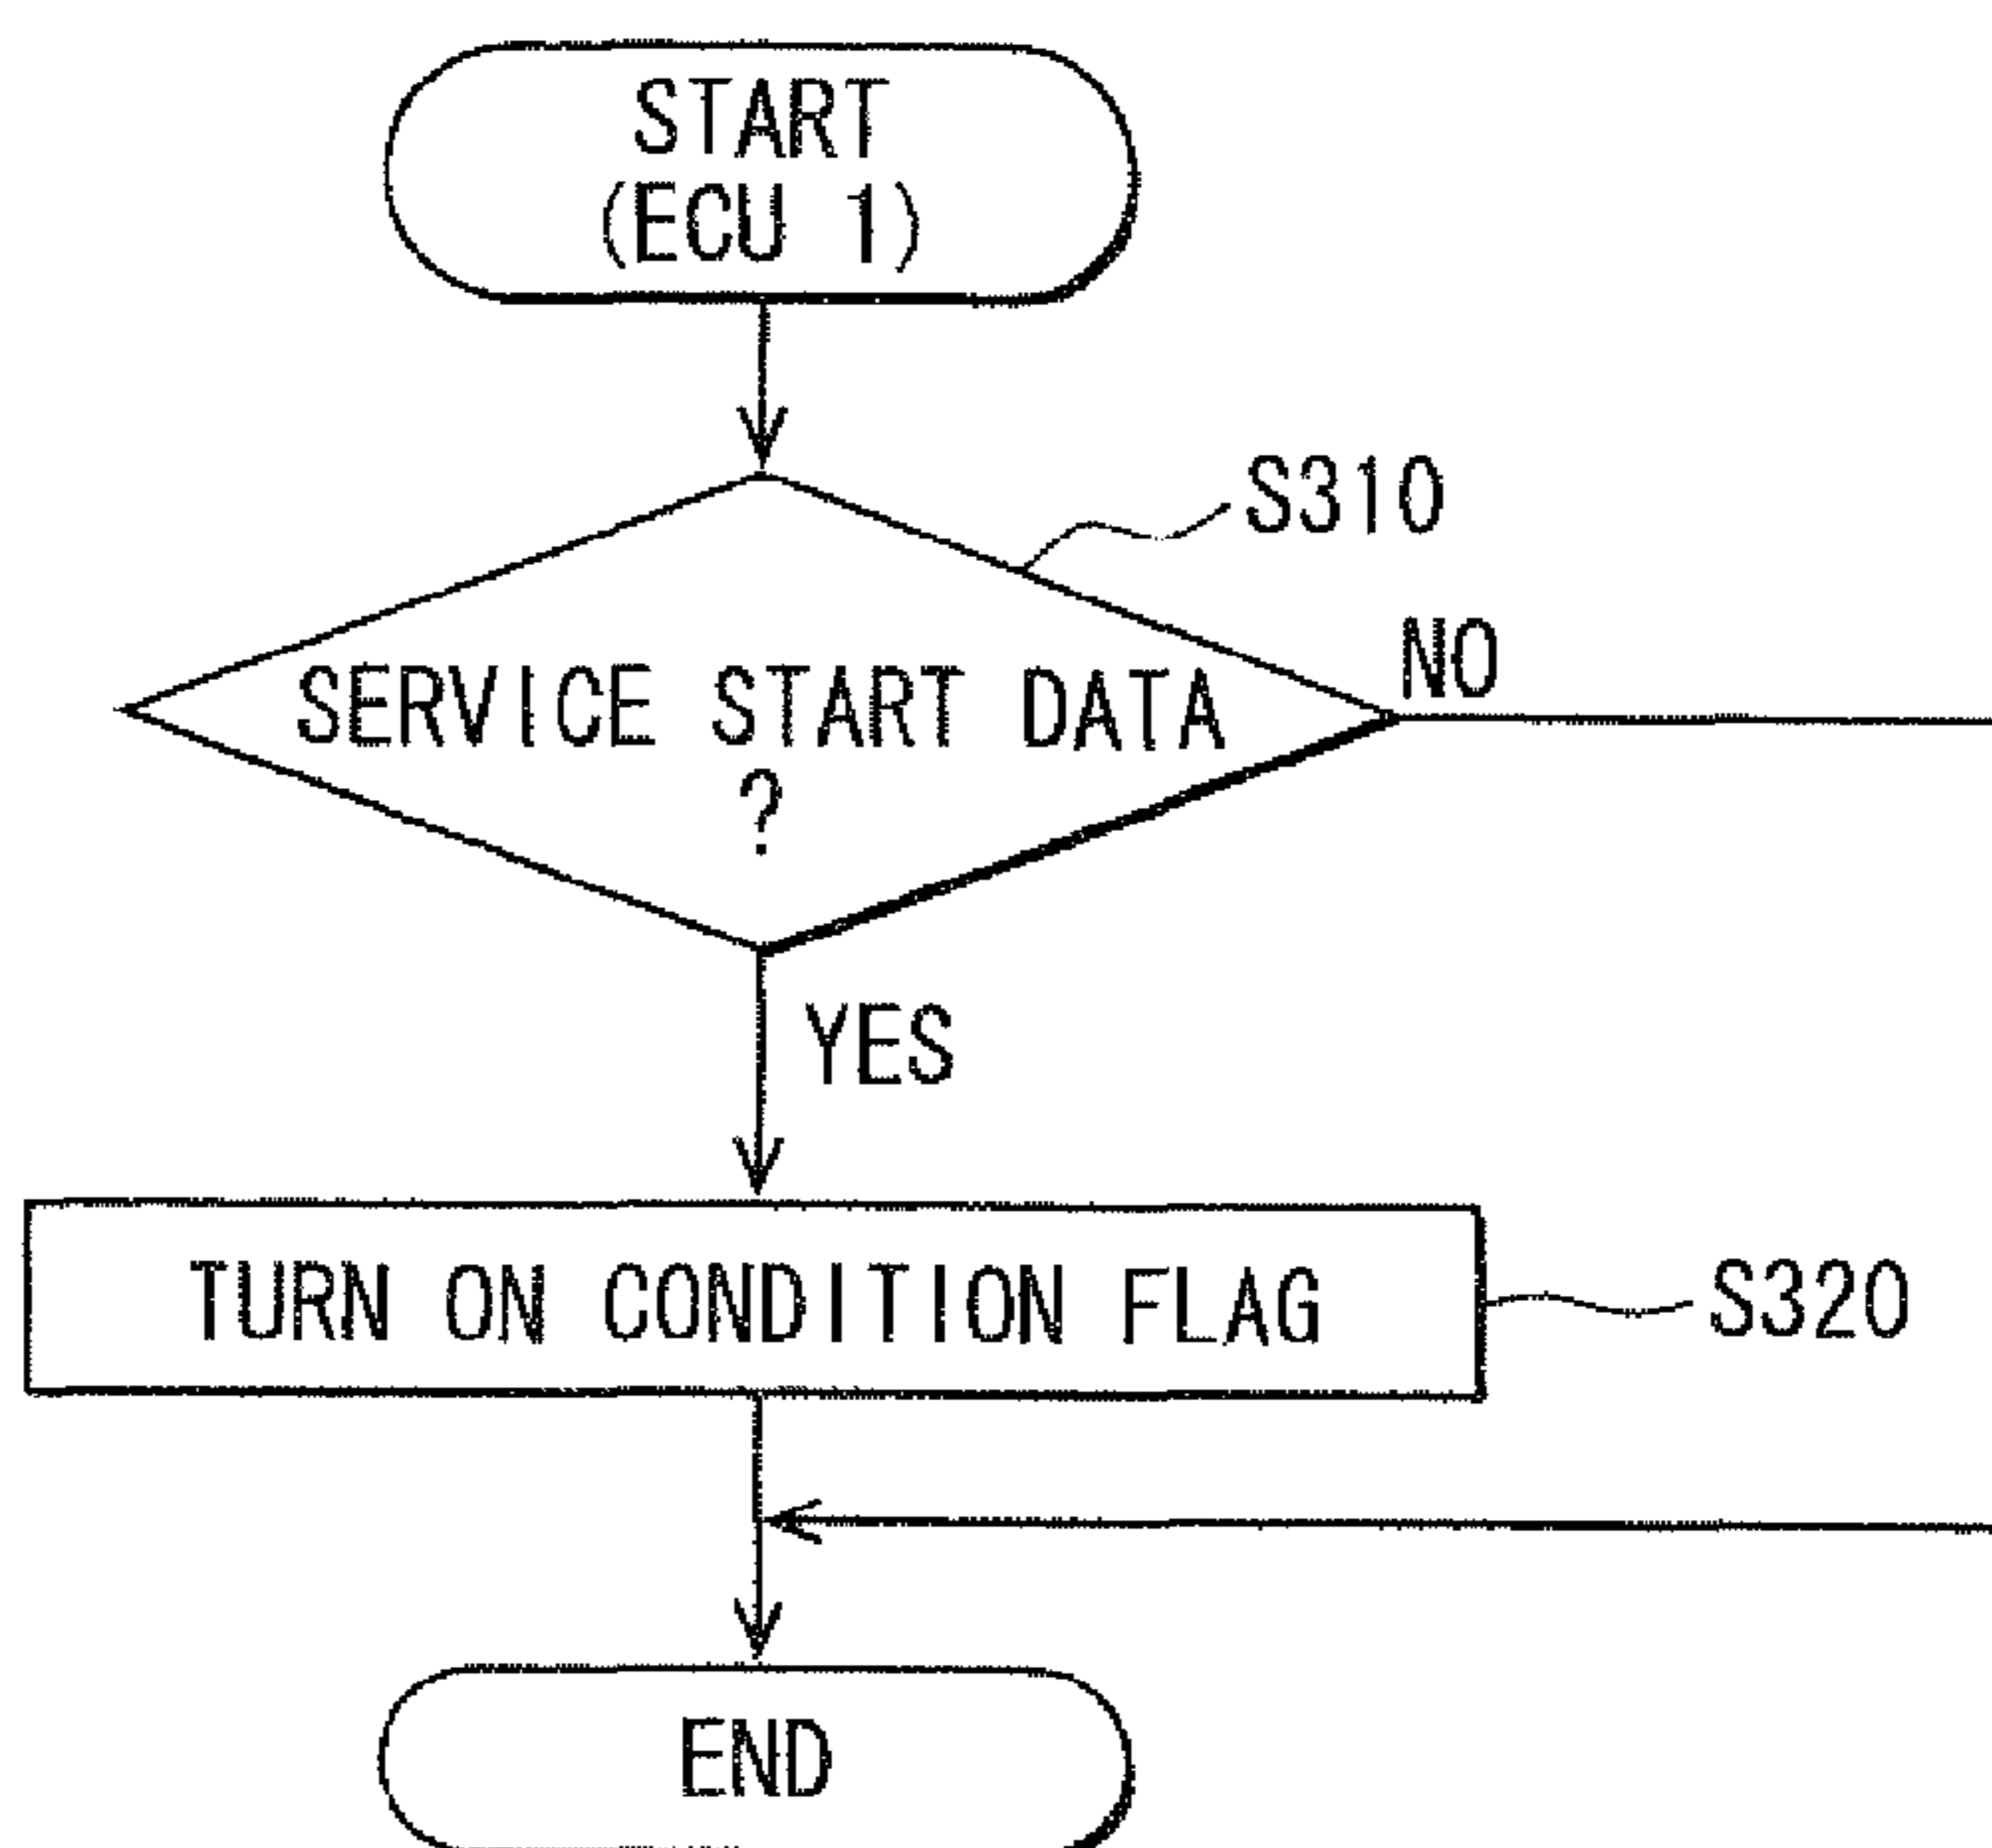 START
(ECU 1)
S310
NO
SERVICE START DATA
?
YES
TURN ON CONDITION FLAG
S320
END